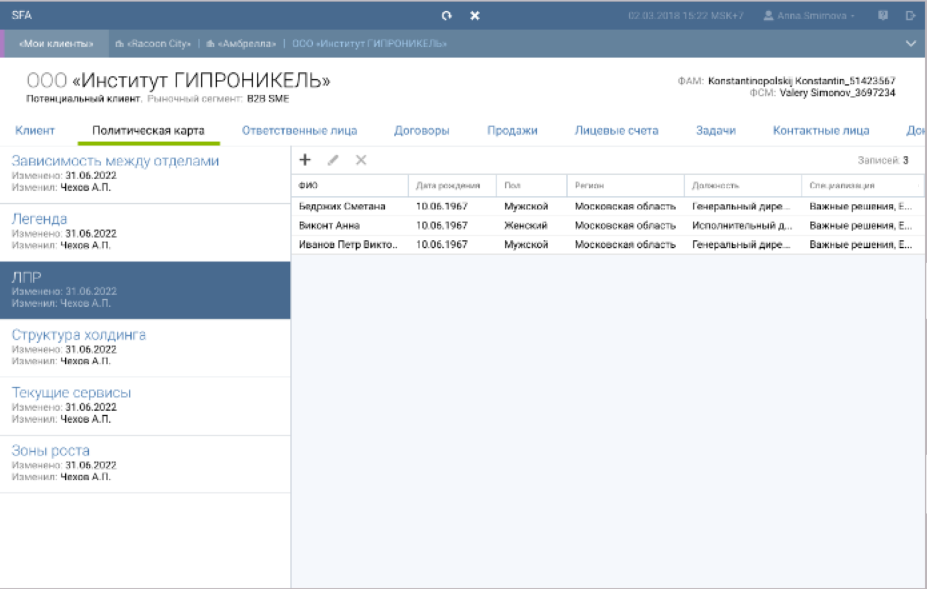 SFA 02.03.2018 15:22 MSK+7 Anna Smirnova
«Мои клиенты» «Racoon City» | «Амбрелла» | ООО «Институт ГИПРОНИКЕЛЬ»
ООО «Институт ГИПРОНИКЕЛЬ»
Потенциальный клиент. Рыночный сегмент: B2B SME
ФАМ: Konstantinopolskij Konstantin_51423567
ФСМ: Valery Simonov_3697234
Клиент Политическая карта Ответственные лица Договоры Продажи Лицевые счета Задачи Контактные лица До
Зависимость между отделами
Изменено: 31.06.2022
Изменил: Чехов А.П.
Легенда
Изменено: 31.06.2022
Изменил: Чехов А.П.
ЛПР
Изменено: 31.06.2022
Изменил: Чехов А.П.
Структура холдинга
Изменено: 31.06.2022
Изменил: Чехов А.П.
Текущие сервисы
Изменено: 31.06.2022
Изменил: Чехов А.П.
Зоны роста
Изменено: 31.06.2022
Изменил: Чехов А.П.
Записей: 3
ФИО Дата рождения Пол Регион Должность Специализация
Бедржих Сметана 10.06.1967 Мужской Московская область Генеральный дире... Важные решения, Е...
Виконт Анна 10.06.1967 Женский Московская область Исполнительный д... Важные решения, Е...
Иванов Петр Викто... 10.06.1967 Мужской Московская область Генеральный дире... Важные решения, Е...